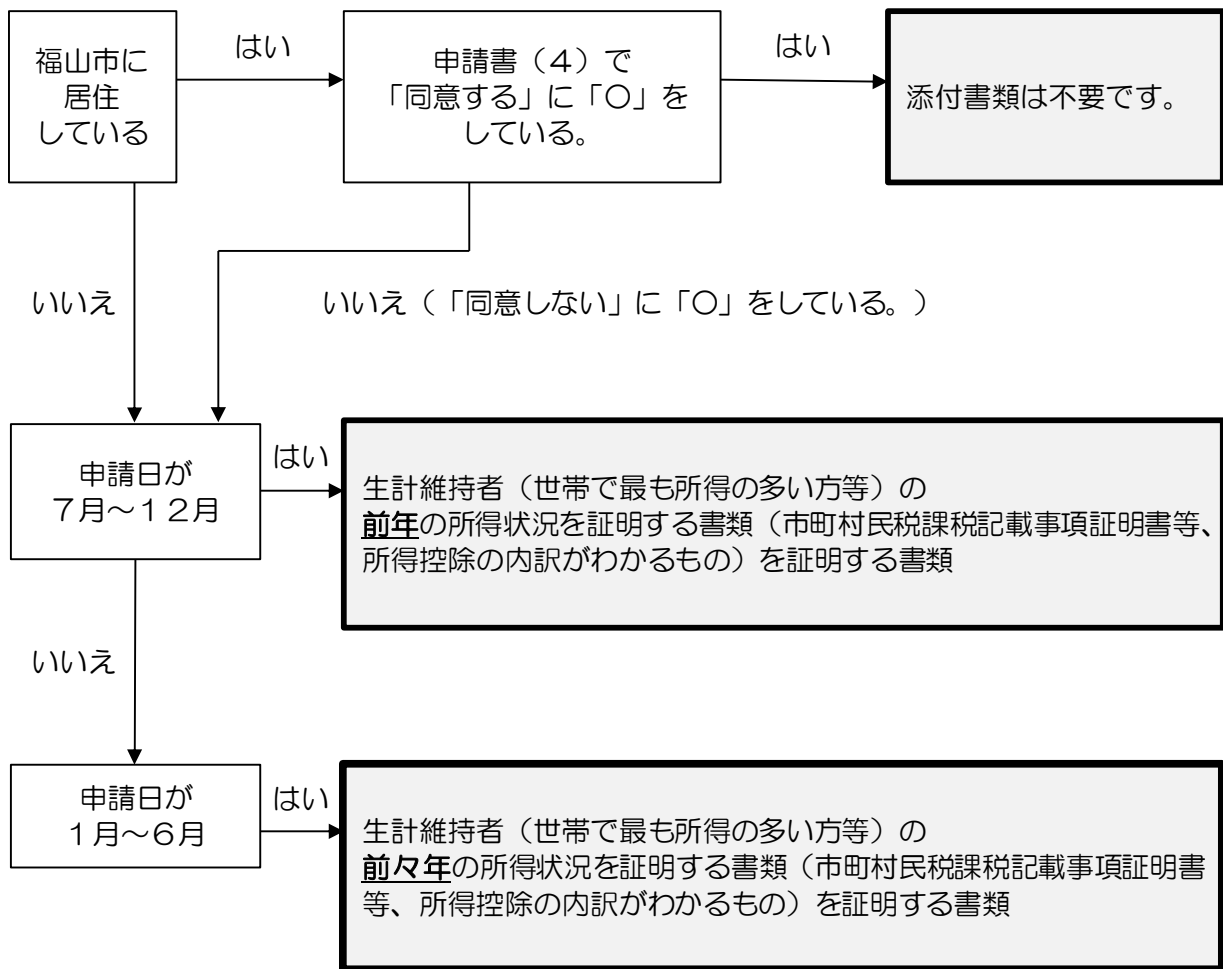 福山市に
居住
している
はい
申請書（４）で
「同意する」に「〇」を
している。
はい
添付書類は不要です。
いいえ
いいえ（「同意しない」に「〇」をしている。）
申請日が
７月～１２月
はい
生計維持者（世帯で最も所得の多い方等）の
前年の所得状況を証明する書類（市町村民税課税記載事項証明書等、
所得控除の内訳がわかるもの）を証明する書類
いいえ
申請日が
１月～６月
はい
生計維持者（世帯で最も所得の多い方等）の
前々年の所得状況を証明する書類（市町村民税課税記載事項証明書
等、所得控除の内訳がわかるもの）を証明する書類